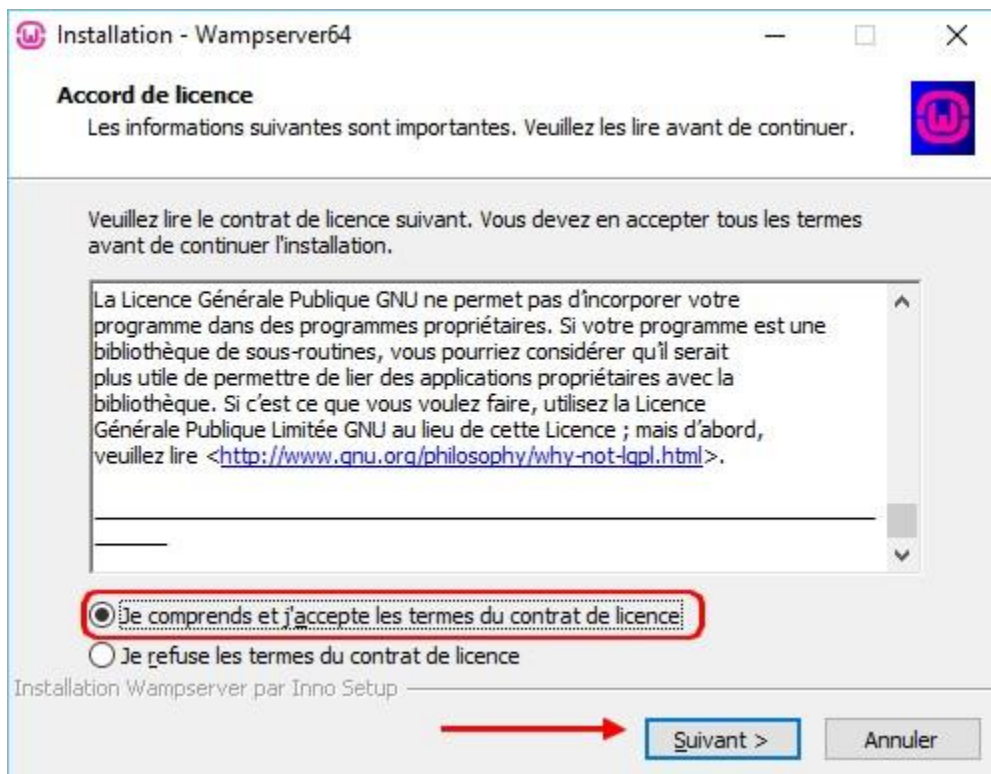 Installation - Wampserver64
Accord de licence
Les informations suivantes sont importantes. Veuillez les lire avant de continuer.
Veuillez lire le contrat de licence suivant. Vous devez en accepter tous les termes
avant de continuer l'installation.
La Licence Générale Publique GNU ne permet pas d’incorporer votre
programme dans des programmes propriétaires. Si votre programme est une
bibliothèque de sous-routines, vous pourriez considérer qu’il serait
plus utile de permettre de lier des applications propriétaires avec la
bibliothèque. Si c’est ce que vous voulez faire, utilisez la Licence
Générale Publique Limitée GNU au lieu de cette Licence ; mais d’abord,
veuillez lire <http://www.gnu.org/philosophy/why-not-lgpl.html>.
Je comprends et j'accepte les termes du contrat de licence
Je refuse les termes du contrat de licence
Installation Wampserver par Inno Setup
Suivant > Annuler